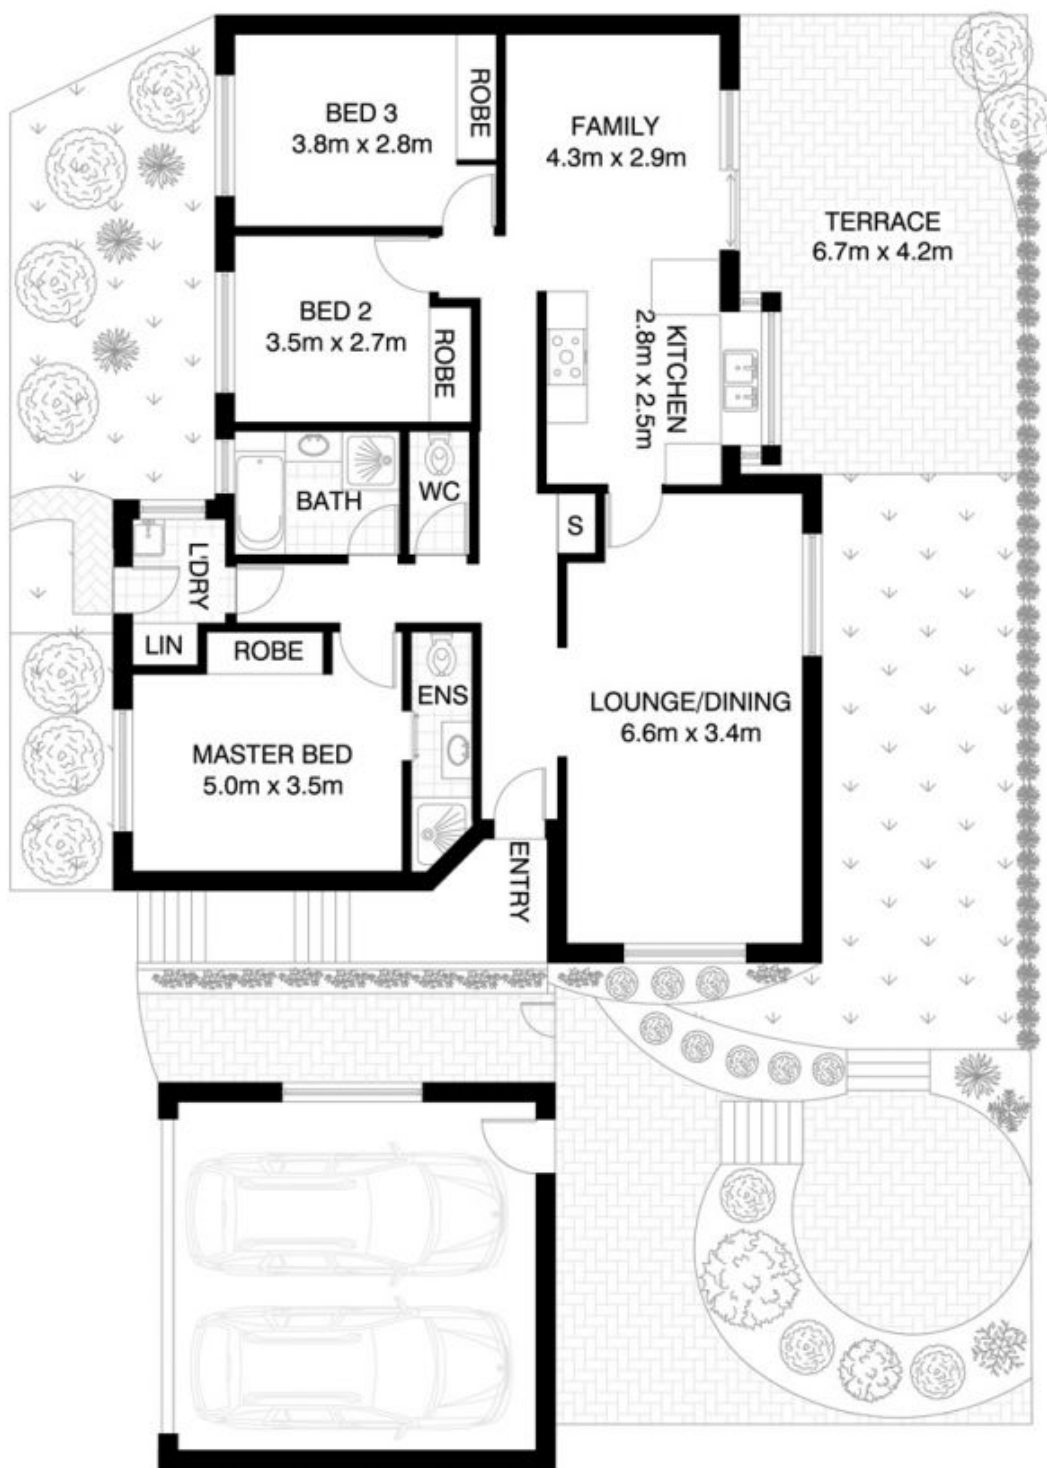 BED 3
3.8m x 2.8m
ROBE
FAMILY
4.3m x 2.9m
TERRACE
6.7m x 4.2m
BED 2
3.5m x 2.7m
ROBE
KITCHEN
2.8m x 2.5m
BATH
WC
S
L'DRY
LIN
ROBE
ENS
MASTER BED
5.0m x 3.5m
LOUNGE/DINING
6.6m x 3.4m
ENTRY